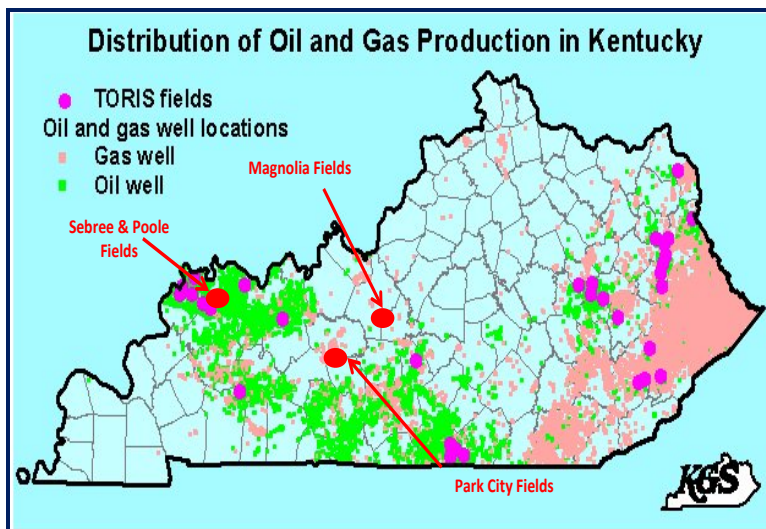 Distribution of Oil and Gas Production in Kentucky
TORIS fields
Oil and gas well locations
Gas well
Oil well
Magnolia Fields
Sebree & Poole
Fields
Park City Fields
KGS